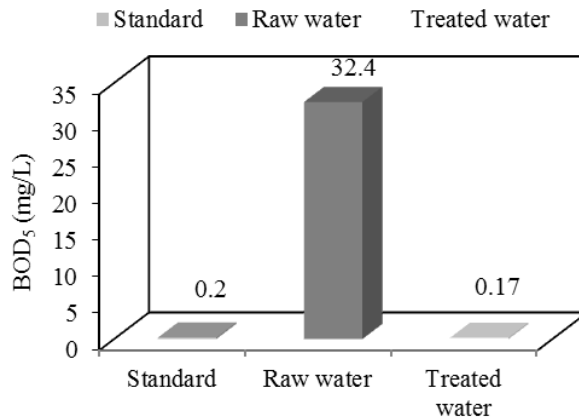 Standard Raw water Treated water
32.4
35
30
25
20
15
10
5
0
BOD₅ (mg/L)
0.2
0.17
Standard Raw water Treated
water